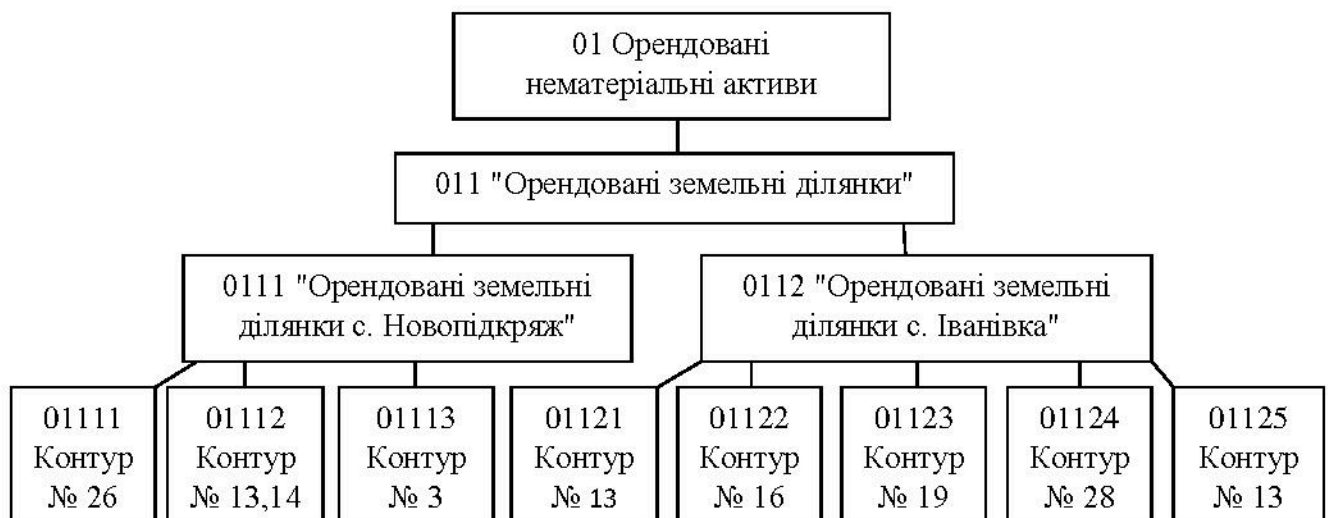 01 Орендовані
нематеріальні активи
011 "Орендовані земельні ділянки"
0111 "Орендовані земельні
ділянки с. Новопідкряж"
0112 "Орендовані земельні
ділянки с. Іванівка"
01111
Контур
№ 26
01112
Контур
№ 13,14
01113
Контур
№ 3
01121
Контур
№ 13
01122
Контур
№ 16
01123
Контур
№ 19
01124
Контур
№ 28
01125
Контур
№ 13